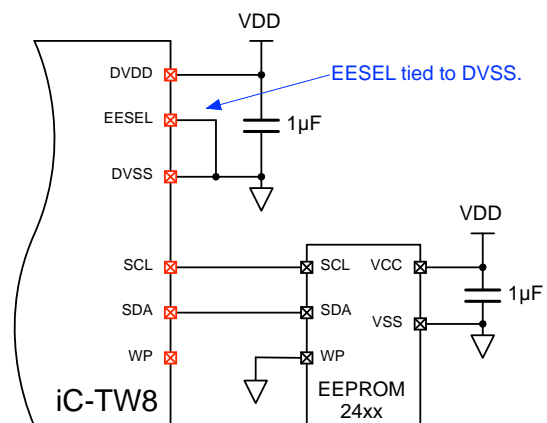 VDD
DVDD
EESEL tied to DVSS.
EESEL
1µF
DVSS
VDD
SCL
SCL
VCC
1µF
SDA
SDA
VSS
WP
WP
iC-TW8
EEPROM
24xx